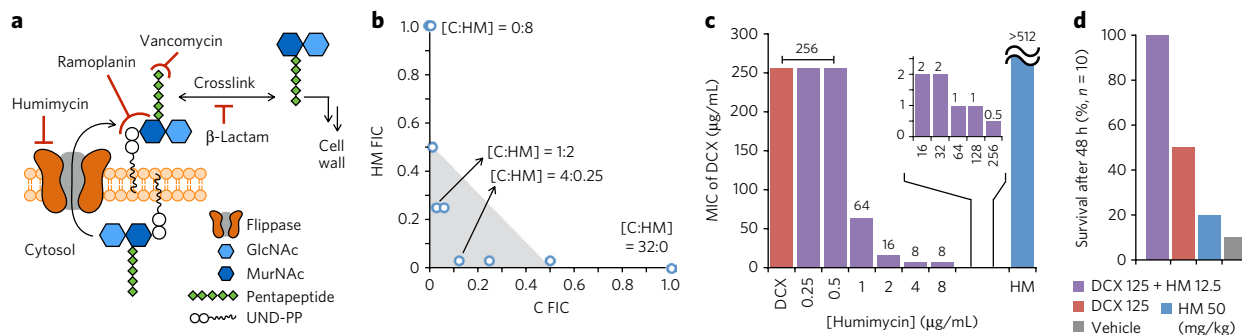 a
Vancomycin
Ramoplanin
Humimycin
Crosslink
β-Lactam
Cell
wall
Cytosol
Flippase
GlcNAc
MurNAc
Pentapeptide
UND-PP
b
HM FIC
1.0
0.8
0.6
0.4
0.2
0
0
0.2
0.4
0.6
0.8
1.0
C FIC
[C:HM] = 0:8
[C:HM] = 1:2
[C:HM] = 4:0.25
[C:HM]
= 32:0
c
MIC of DCX (µg/mL)
300
250
200
150
100
50
0
256
64
16
8
8
>512
DCX
0.25
0.5
1
2
4
8
HM
[Humimycin] (µg/mL)
2
1
0
2
2
1
1
0.5
16
32
64
128
256
d
Survival after 48 h (%, n = 10)
100
80
60
40
20
0
DCX 125 + HM 12.5
DCX 125
HM 50
Vehicle
(mg/kg)